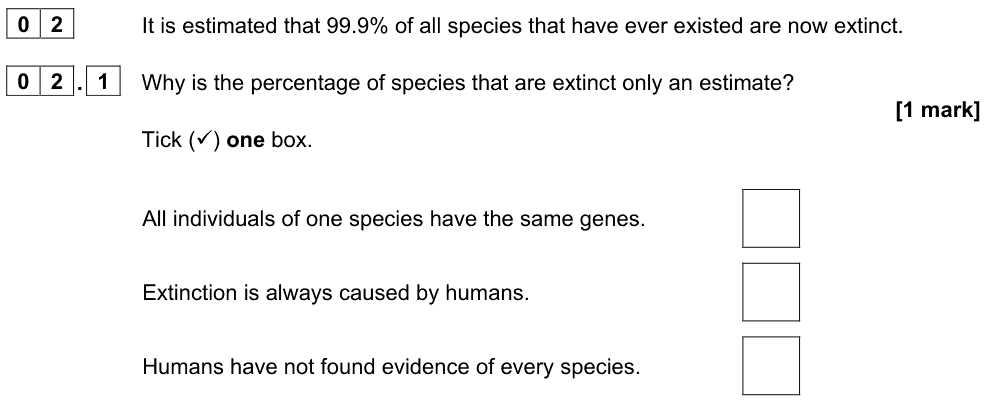 0 2 It is estimated that 99.9% of all species that have ever existed are now extinct.
0 2 . 1 Why is the percentage of species that are extinct only an estimate?
[1 mark]
Tick (✓) one box.
All individuals of one species have the same genes.
Extinction is always caused by humans.
Humans have not found evidence of every species.